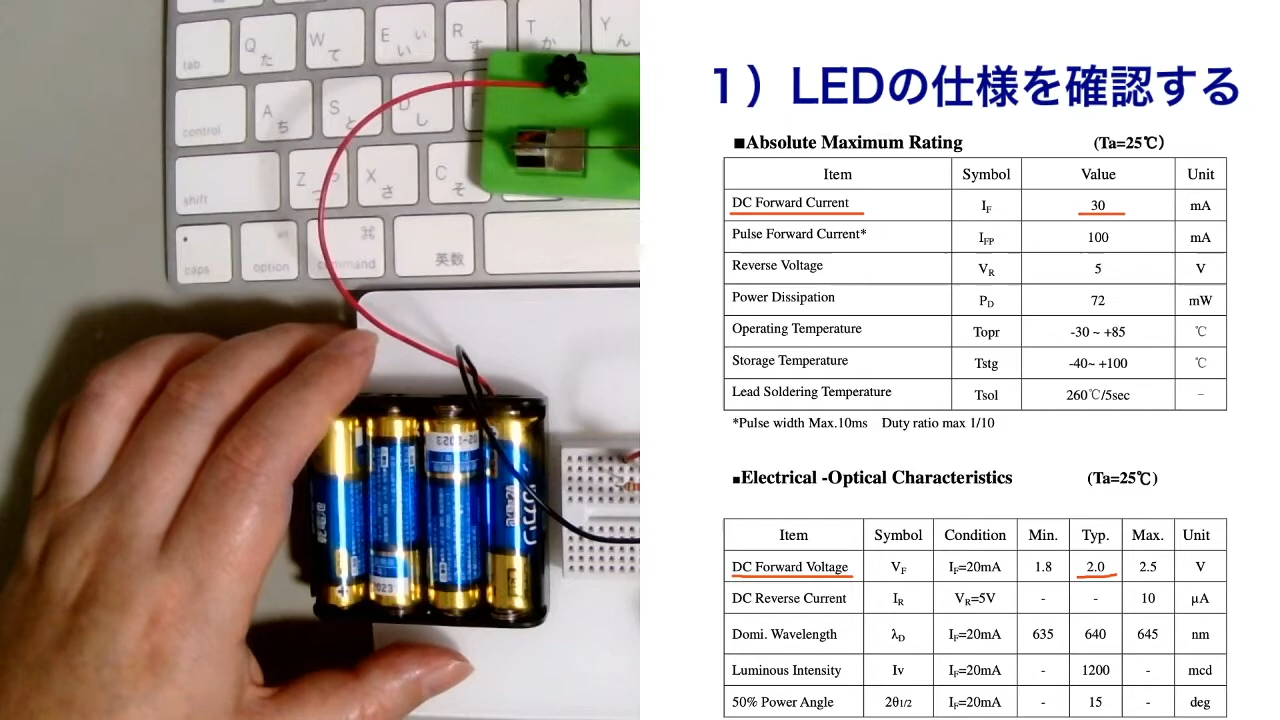 tab
Q
た
W
て
E
い
ぃ
R
す
T
か
Y
ん
control
A
ち
S
と
D
し
shift
Z
つ
X
さ
C
そ
caps
option
⌘
command
英数
02-2023
2023
1）LEDの仕様を確認する
■Absolute Maximum Rating (Ta=25℃)
Item Symbol Value Unit
DC Forward Current IF 30 mA
Pulse Forward Current* IFP 100 mA
Reverse Voltage VR 5 V
Power Dissipation PD 72 mW
Operating Temperature Topr -30 ~ +85 ℃
Storage Temperature Tstg -40~ +100 ℃
Lead Soldering Temperature Tsol 260℃/5sec -
*Pulse width Max.10ms Duty ratio max 1/10
■Electrical -Optical Characteristics (Ta=25℃)
Item Symbol Condition Min. Typ. Max. Unit
DC Forward Voltage VF IF=20mA 1.8 2.0 2.5 V
DC Reverse Current IR VR=5V - - 10 μA
Domi. Wavelength λD IF=20mA 635 640 645 nm
Luminous Intensity Iv IF=20mA - 1200 - mcd
50% Power Angle 2θ1/2 IF=20mA - 15 - deg